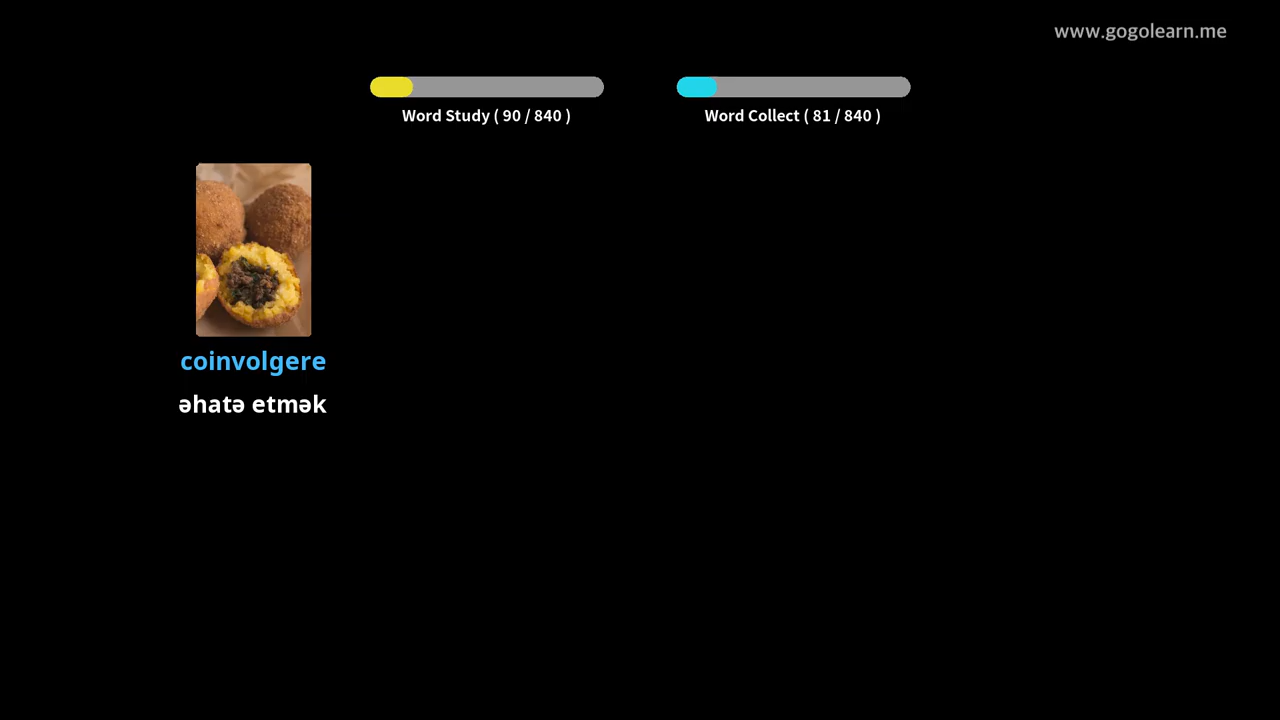 www.gogolearn.me
Word Study ( 90 / 840 )
Word Collect ( 81 / 840 )
coinvolgere
əhatə etmək